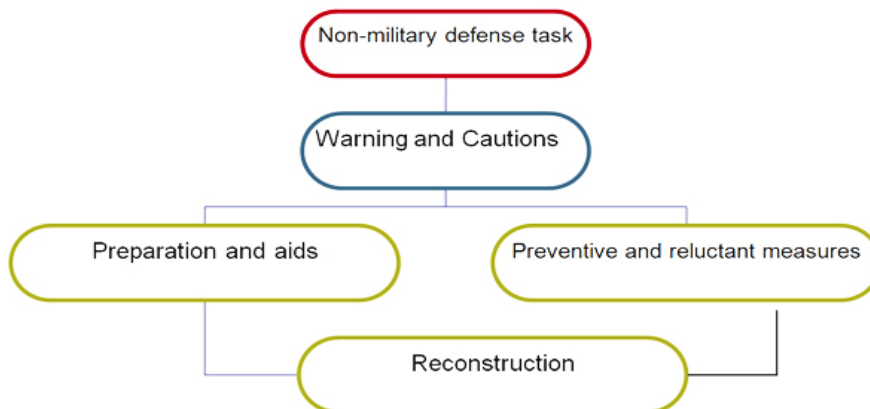 Non-military defense task
Warning and Cautions
Preparation and aids
Preventive and reluctant measures
Reconstruction